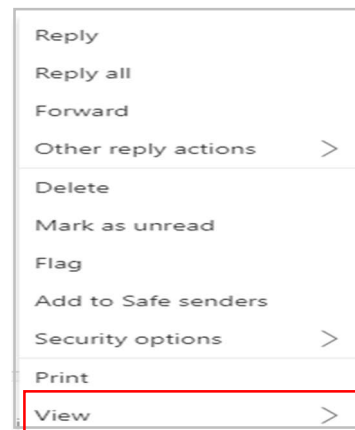 Reply
Reply all
Forward
Other reply actions
Delete
Mark as unread
Flag
Add to Safe senders
Security options
Print
View